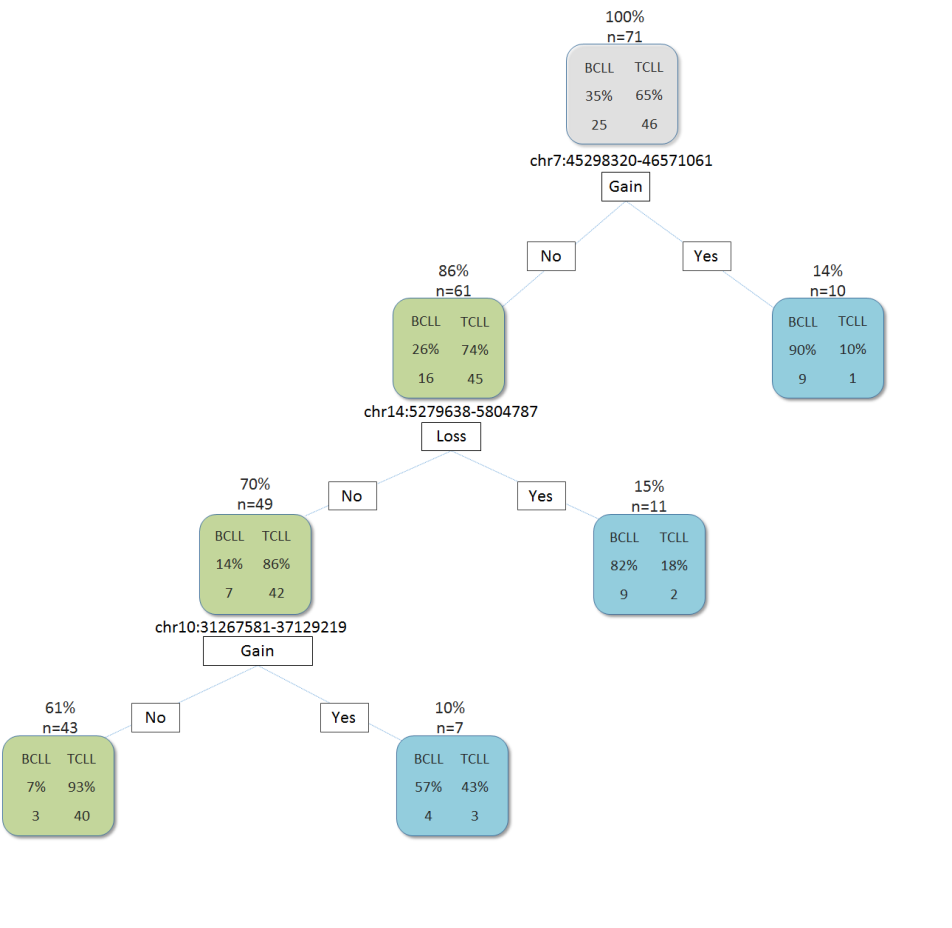 100%
n=71
BCLL TCLL
35% 65%
25 46
chr7:45298320-46571061
Gain
No Yes
86%
n=61
BCLL TCLL
26% 74%
16 45
14%
n=10
BCLL TCLL
90% 10%
9 1
chr14:5279638-5804787
Loss
No Yes
70%
n=49
BCLL TCLL
14% 86%
7 42
15%
n=11
BCLL TCLL
82% 18%
9 2
chr10:31267581-37129219
Gain
No Yes
61%
n=43
BCLL TCLL
7% 93%
3 40
10%
n=7
BCLL TCLL
57% 43%
4 3